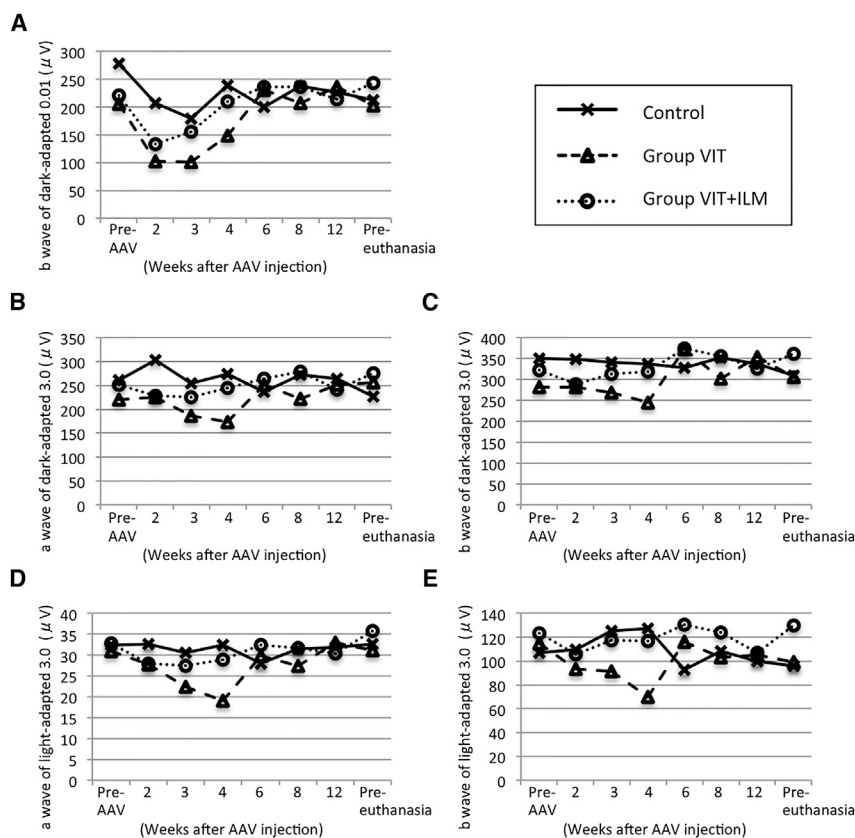 A
b wave of dark-adapted 0.01 (μV)
300
250
200
150
100
50
0
Pre-AAV 2 3 4 6 8 12 Pre-euthanasia
(Weeks after AAV injection)
Control
Group VIT
Group VIT+ILM
B
a wave of dark-adapted 3.0 (μV)
350
300
250
200
150
100
50
0
Pre-AAV 2 3 4 6 8 12 Pre-euthanasia
(Weeks after AAV injection)
C
b wave of dark-adapted 3.0 (μV)
400
350
300
250
200
150
100
50
0
Pre-AAV 2 3 4 6 8 12 Pre-euthanasia
(Weeks after AAV injection)
D
a wave of light-adapted 3.0 (μV)
40
35
30
25
20
15
10
5
0
Pre-AAV 2 3 4 6 8 12 Pre-euthanasia
(Weeks after AAV injection)
E
b wave of light-adapted 3.0 (μV)
140
120
100
80
60
40
20
0
Pre-AAV 2 3 4 6 8 12 Pre-euthanasia
(Weeks after AAV injection)